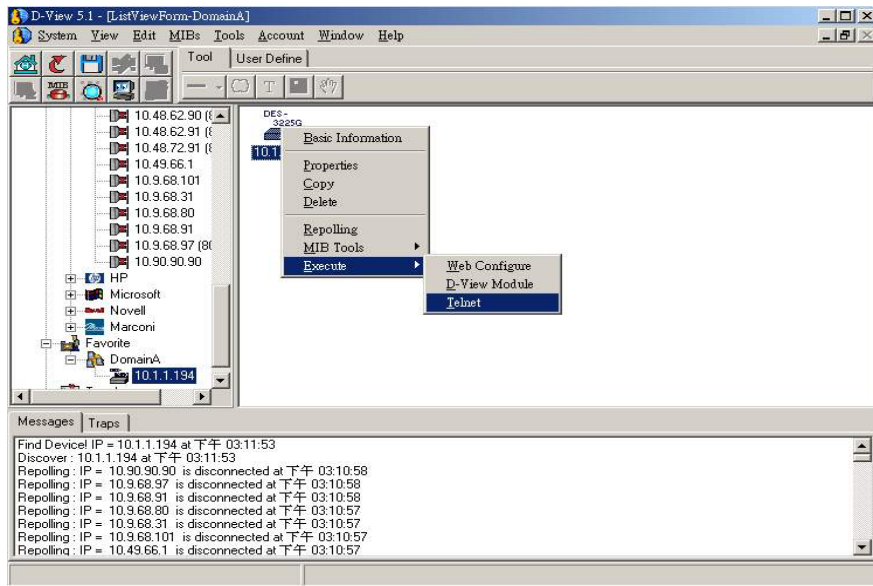 D-View 5.1 - [ListViewForm-DomainA]
System View Edit MIBs Tools Account Window Help
Tool User Define
MIB
T
10.48.62.90 (8
10.48.62.91 (8
10.48.72.91 (8
10.49.66.1
10.9.68.101
10.9.68.31
10.9.68.80
10.9.68.91
10.9.68.97 (80
10.90.90.90
HP
Microsoft
Novell
Marconi
Favorite
DomainA
10.1.1.194
DES-
3225G
10.1.
Basic Information
Properties
Copy
Delete
Repolling
MIB Tools
Execute
Web Configure
D-View Module
Telnet
Messages Traps
Find Device! IP = 10.1.1.194 at 下午 03:11:53
Discover : 10.1.1.194 at 下午 03:11:53
Repolling : IP = 10.90.90.90 is disconnected at 下午 03:10:58
Repolling : IP = 10.9.68.97 is disconnected at 下午 03:10:58
Repolling : IP = 10.9.68.91 is disconnected at 下午 03:10:58
Repolling : IP = 10.9.68.80 is disconnected at 下午 03:10:57
Repolling : IP = 10.9.68.31 is disconnected at 下午 03:10:57
Repolling : IP = 10.9.68.101 is disconnected at 下午 03:10:57
Repolling : IP = 10.49.66.1 is disconnected at 下午 03:10:57